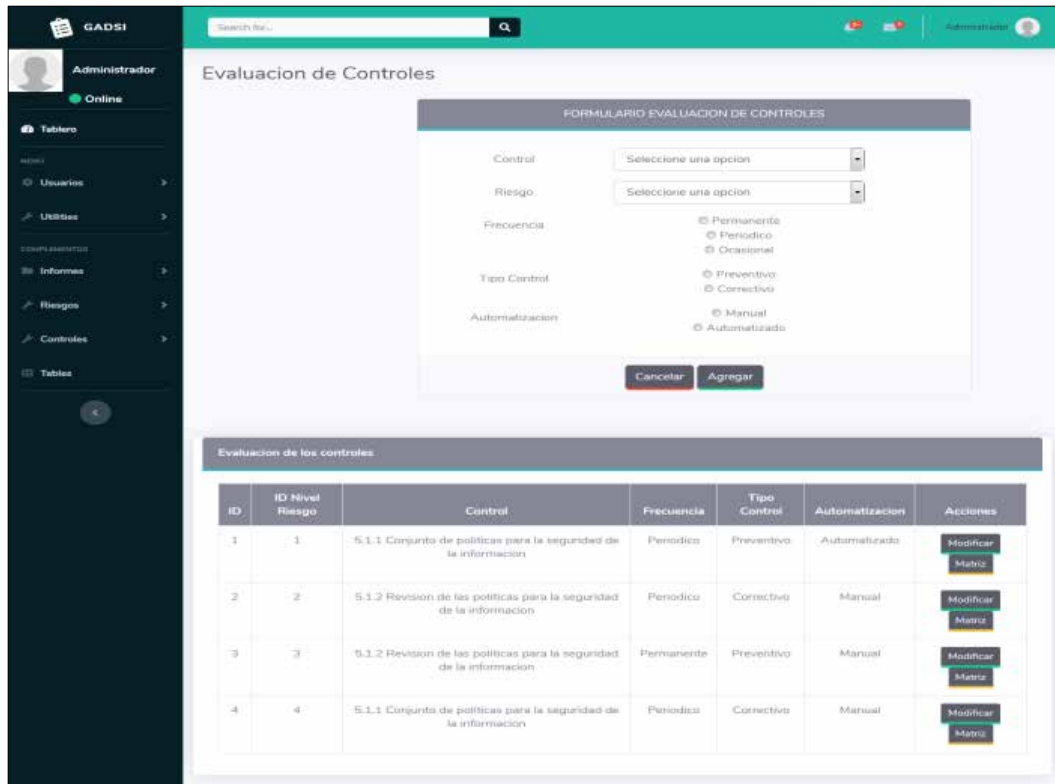 GADSI
Search for...
Administrador
Administrador
Online
Tablero
MENU
Usuarios
Utilities
COMPLEMENTOS
Informes
Riesgos
Controles
Tables
Evaluacion de Controles
FORMULARIO EVALUACION DE CONTROLES
Control
Seleccione una opcion
Riesgo
Seleccione una opcion
Frecuencia
Permanente
Periodico
Ocasional
Tipo Control
Preventivo
Correctivo
Automatizacion
Manual
Automatizado
Cancelar
Agregar
Evaluacion de los controles
ID
ID Nivel
Riesgo
Control
Frecuencia
Tipo
Control
Automatizacion
Acciones
1
1
5.1.1 Conjunto de politicas para la seguridad de
la informacion
Periodico
Preventivo
Automatizado
Modificar
Matriz
2
2
5.1.2 Revision de las politicas para la seguridad
de la informacion
Periodico
Correctivo
Manual
Modificar
Matriz
3
3
5.1.2 Revision de las politicas para la seguridad
de la informacion
Permanente
Preventivo
Manual
Modificar
Matriz
4
4
5.1.1 Conjunto de politicas para la seguridad de
la informacion
Periodico
Correctivo
Manual
Modificar
Matriz